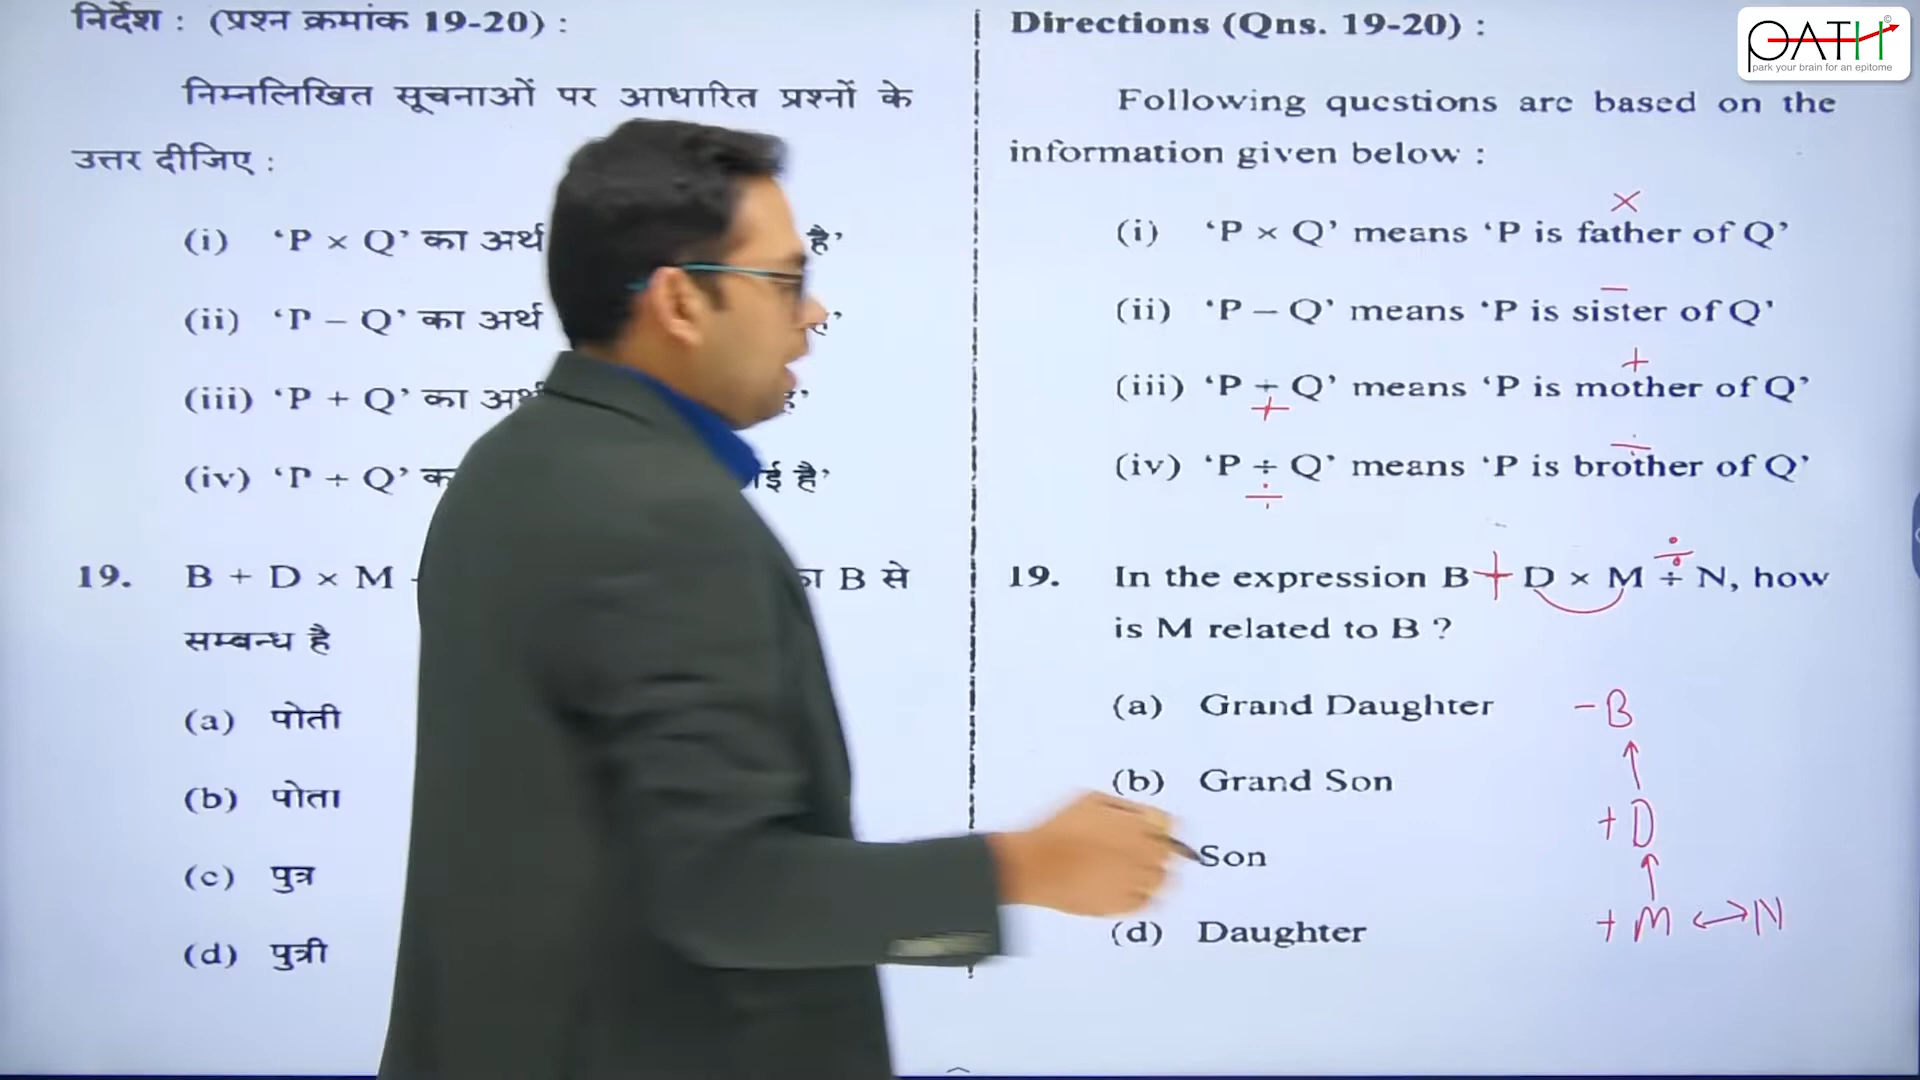 निर्देश : (प्रश्न क्रमांक 19-20) :
निम्नलिखित सूचनाओं पर आधारित प्रश्नों के
उत्तर दीजिए :
(i) ‘P × Q’ का अर्थ है’
(ii) ‘P – Q’ का अर्थ
(iii) ‘P + Q’ का अर्थ
(iv) ‘P ÷ Q’ है’
19. B + D × M B से
सम्बन्ध है
(a) पोती
(b) पोता
(c) पुत्र
(d) पुत्री
Directions (Qns. 19-20) :
Following questions are based on the
information given below :
×
(i) ‘P × Q’ means ‘P is father of Q’
–
(ii) ‘P – Q’ means ‘P is sister of Q’
+
(iii) ‘P + Q’ means ‘P is mother of Q’
+
÷
(iv) ‘P ÷ Q’ means ‘P is brother of Q’
÷
÷
19. In the expression B + D × M ÷ N, how
is M related to B ?
(a) Grand Daughter
(b) Grand Son
Son
(d) Daughter
– B
+ D
+ M ↔ N
PATH©
park your brain for an epitome